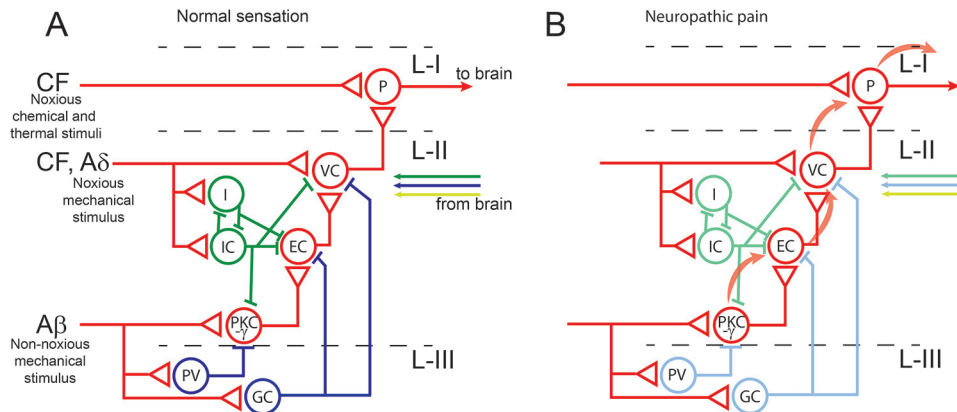 A
Normal sensation
L-I
CF
P
to brain
Noxious
chemical and
thermal stimuli
L-II
CF, Aδ
VC
Noxious
mechanical
stimulus
I
from brain
IC
EC
Aβ
PKC
-γ
Non-noxious
mechanical
stimulus
L-III
PV
GC
B
Neuropathic pain
L-I
P
L-II
VC
I
IC
EC
PKC
-γ
L-III
PV
GC